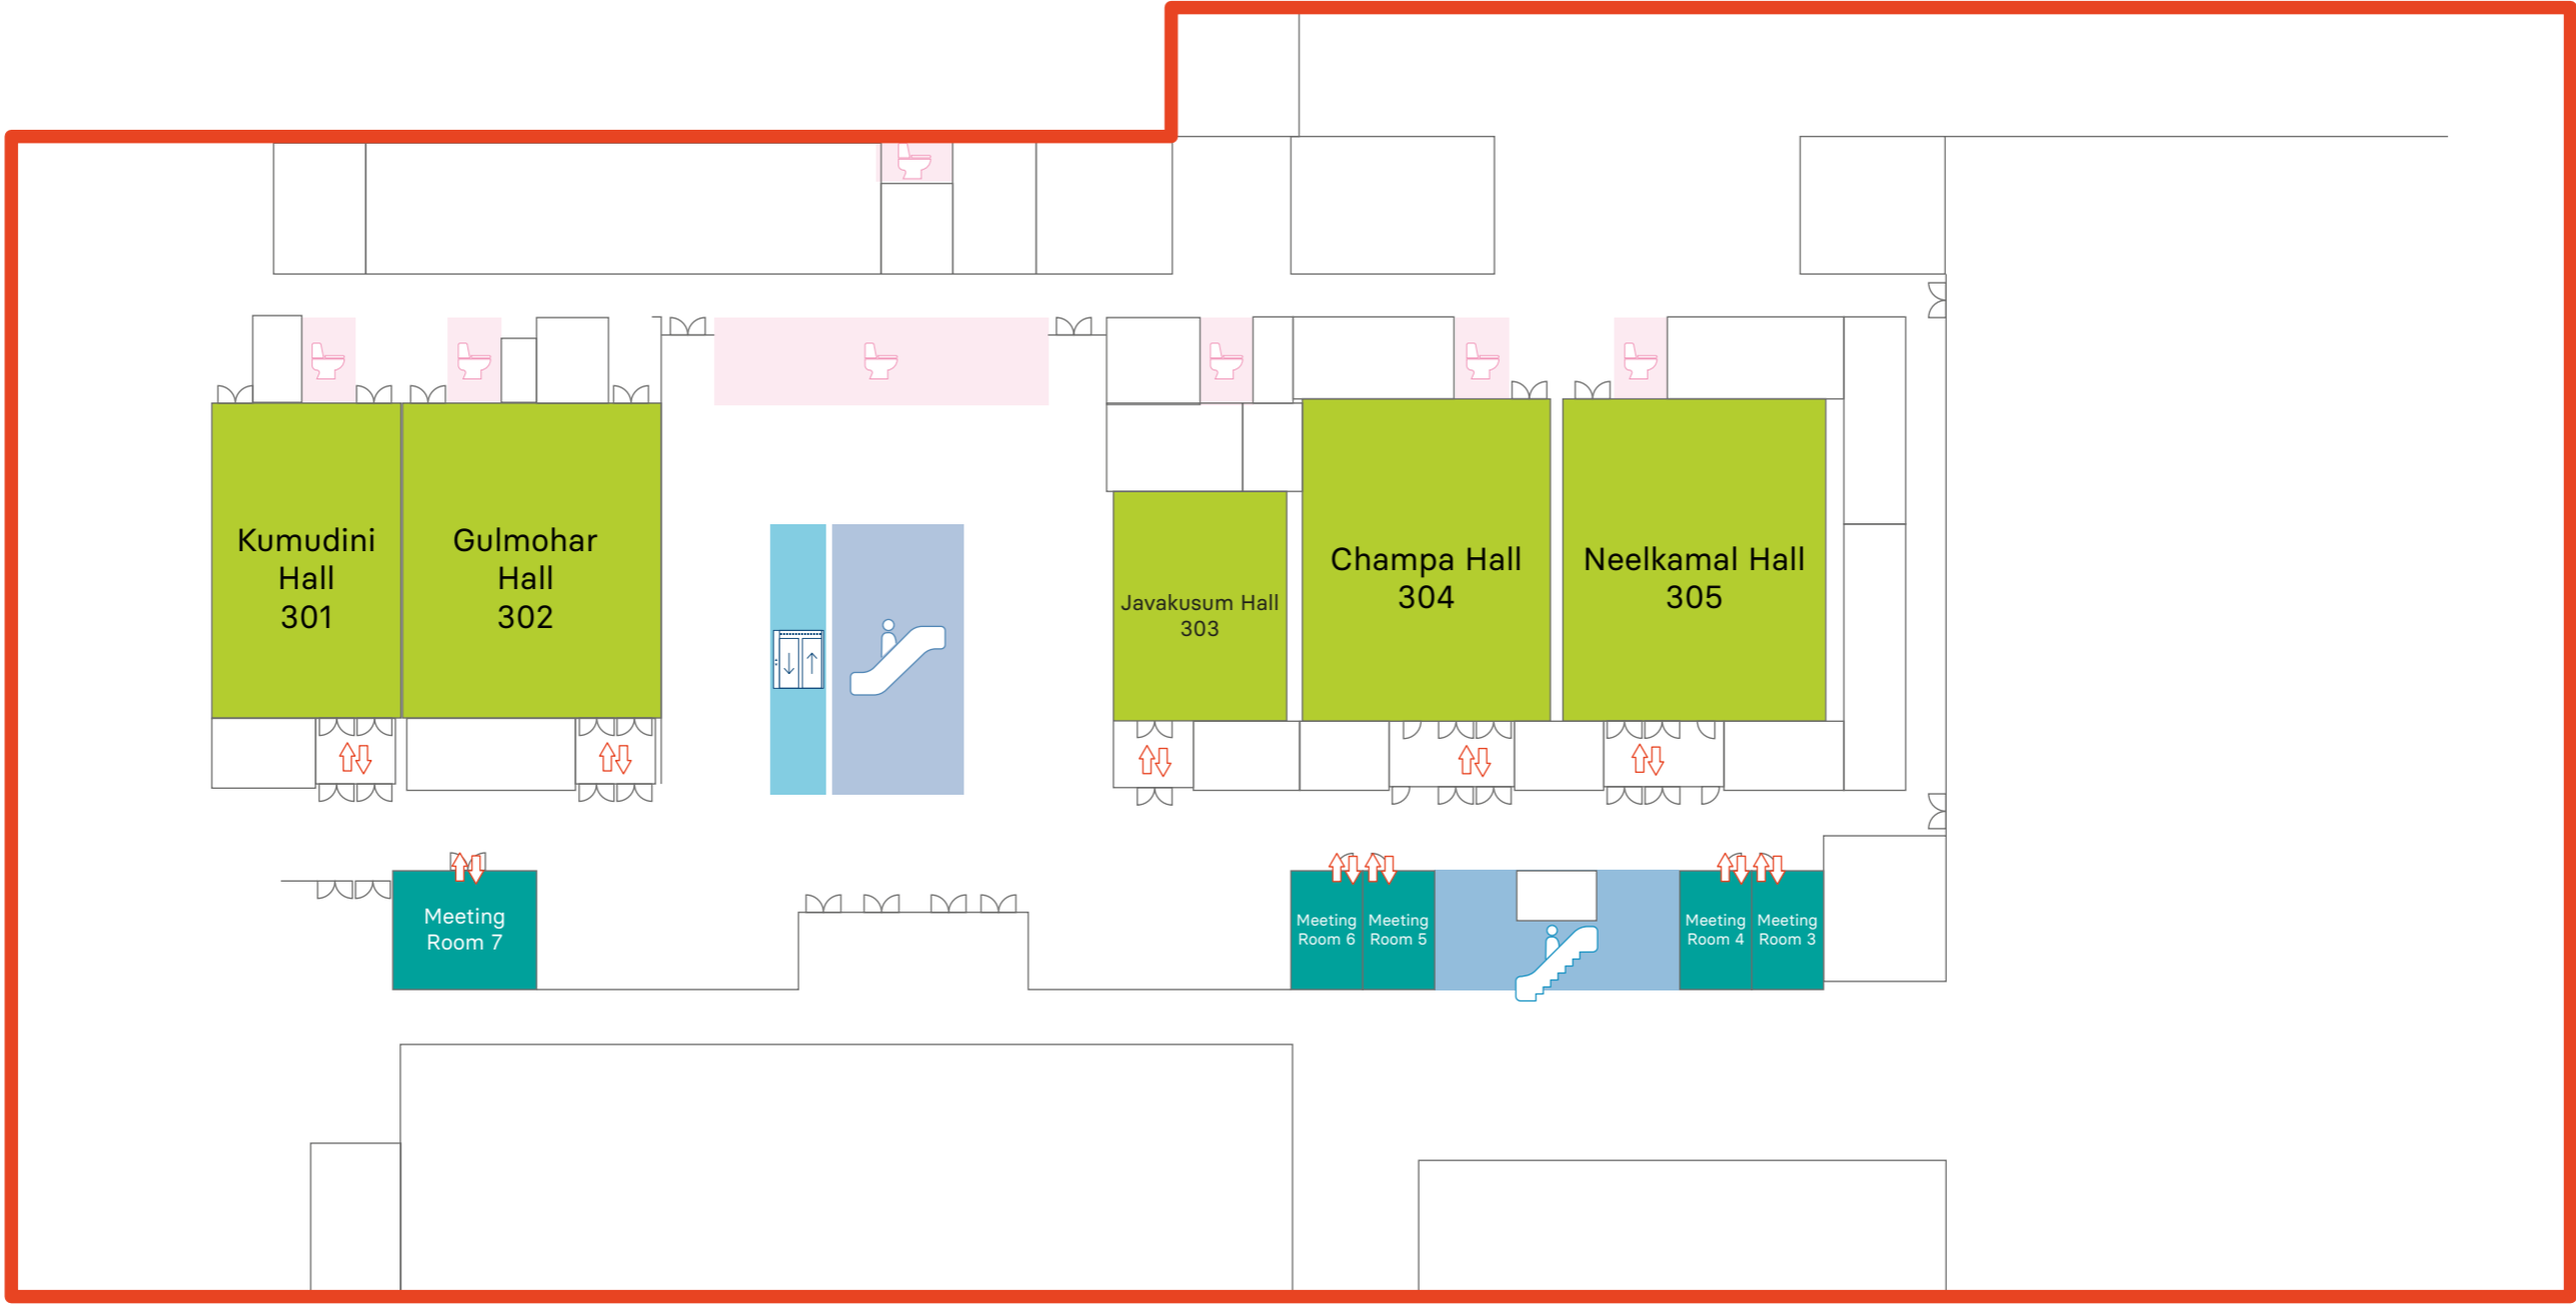 Kumudini
Hall
301
Gulmohar
Hall
302
Javakusum Hall
303
Champa Hall
304
Neelkamal Hall
305
Meeting
Room 7
Meeting
Room 6
Meeting
Room 5
Meeting
Room 4
Meeting
Room 3